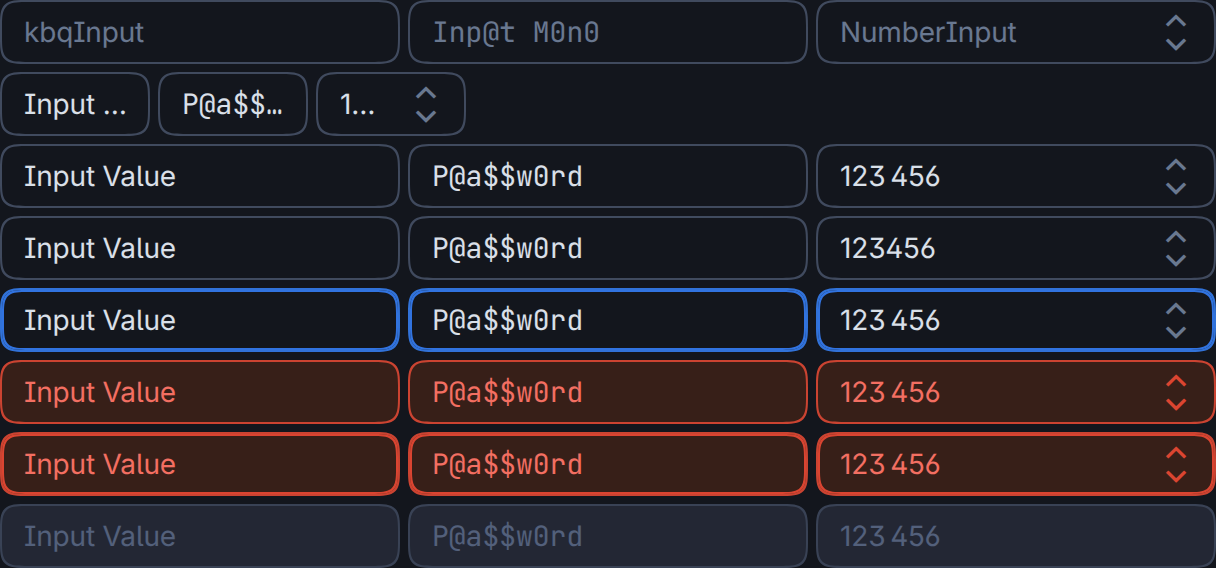 kbqInput Inp@t M0n0 NumberInput
Input ... P@a$$… 1...
Input Value P@a$$w0rd 123 456
Input Value P@a$$w0rd 123456
Input Value P@a$$w0rd 123 456
Input Value P@a$$w0rd 123 456
Input Value P@a$$w0rd 123 456
Input Value P@a$$w0rd 123 456